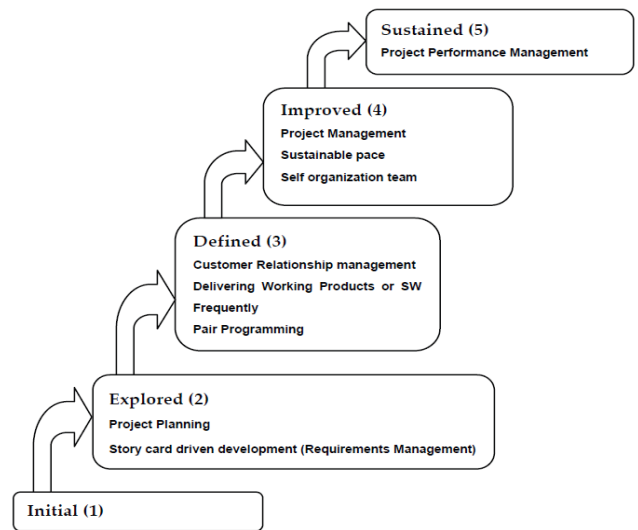 Sustained (5)
Project Performance Management
Improved (4)
Project Management
Sustainable pace
Self organization team
Defined (3)
Customer Relationship management
Delivering Working Products or SW
Frequently
Pair Programming
Explored (2)
Project Planning
Story card driven development (Requirements Management)
Initial (1)